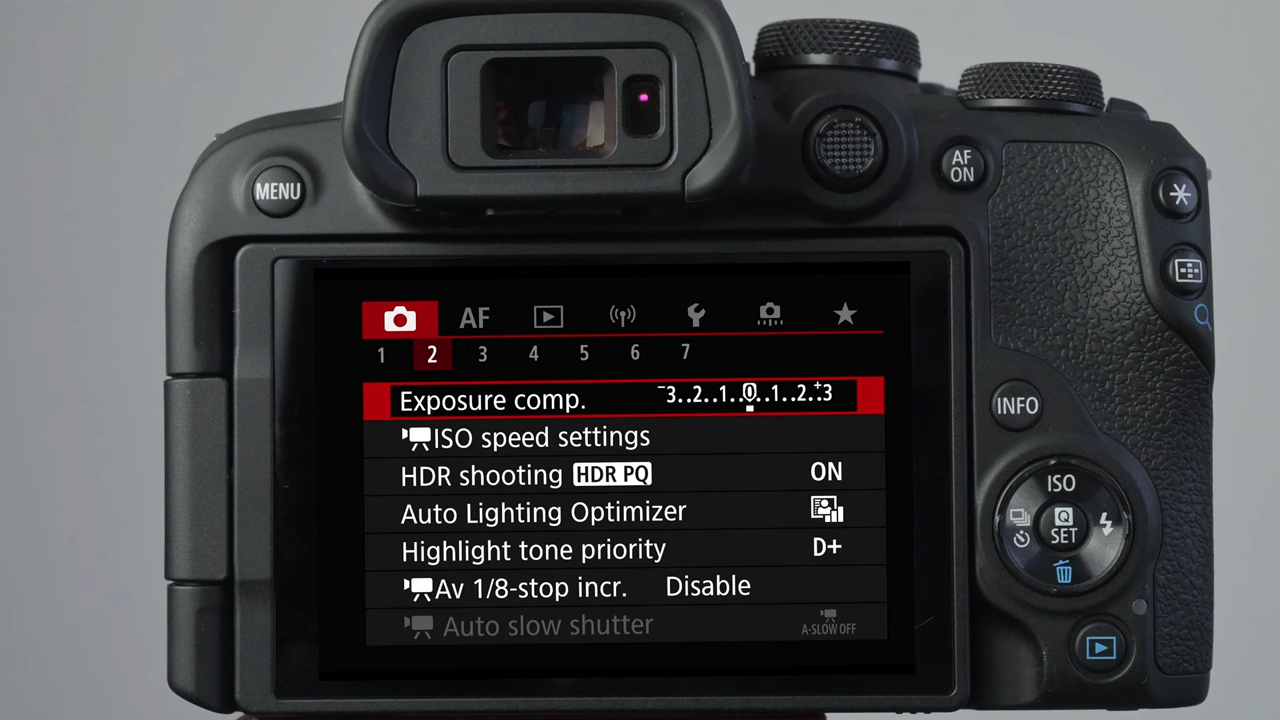 MENU
AF
ON
AF
1 2 3 4 5 6 7
Exposure comp. -3..2..1..0..1..2.+3
ISO speed settings
HDR shooting HDR PQ ON
Auto Lighting Optimizer
Highlight tone priority D+
Av 1/8-stop incr. Disable
Auto slow shutter A-SLOW OFF
INFO
ISO
Q
SET